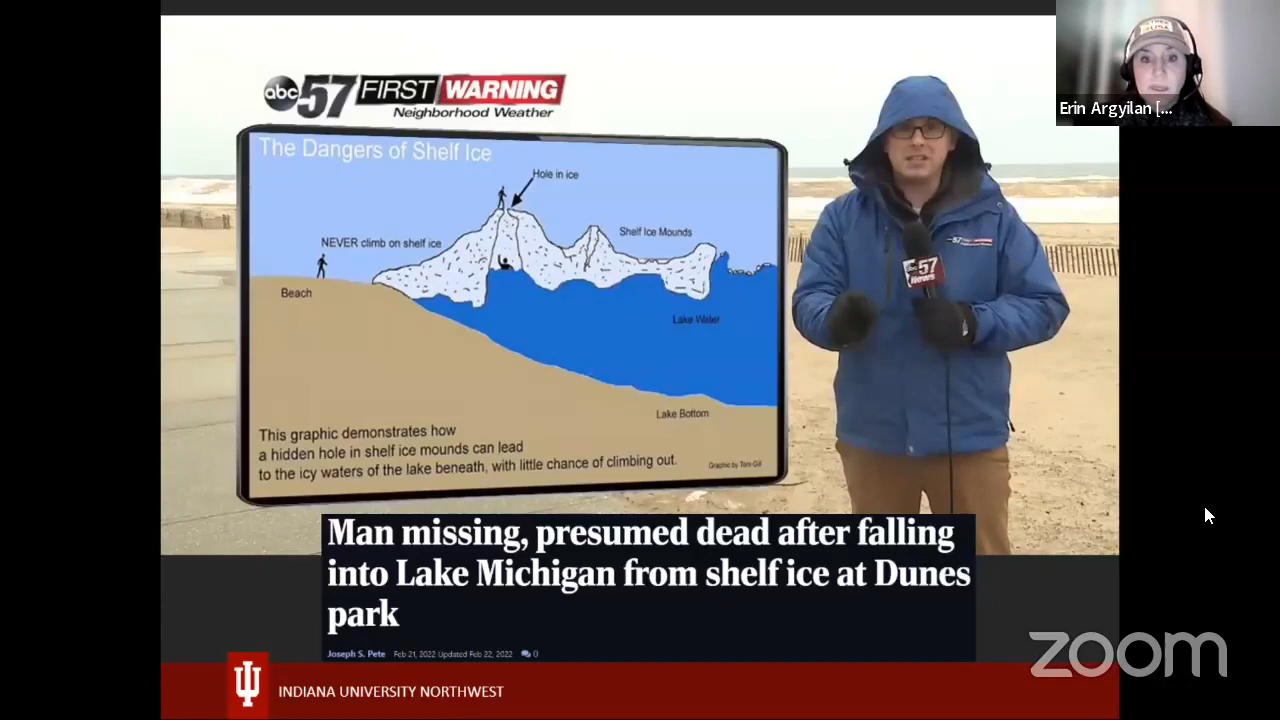 Erin Argyilan [...
abc 57 FIRST WARNING
Neighborhood Weather
The Dangers of Shelf Ice
Hole in ice
NEVER climb on shelf ice
Shelf Ice Mounds
Beach
Lake Water
Lake Bottom
This graphic demonstrates how
a hidden hole in shelf ice mounds can lead
to the icy waters of the lake beneath, with little chance of climbing out.
Graphic by Tom Gill
abc 57
News
Man missing, presumed dead after falling
into Lake Michigan from shelf ice at Dunes
park
Joseph S. Pete Feb 21, 2022 Updated Feb 22, 2022 0
zoom
INDIANA UNIVERSITY NORTHWEST